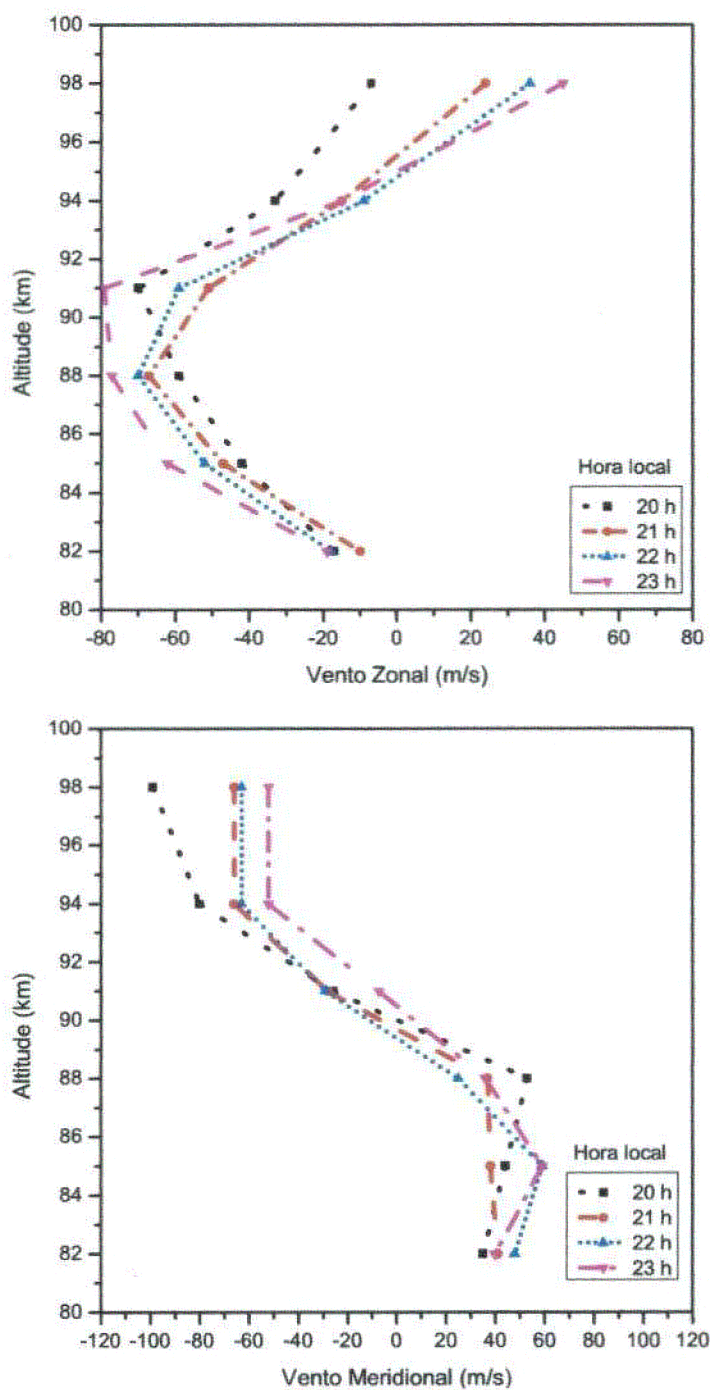 100
98
96
94
92
90
88
86
84
82
80
Altitude (km)
Hora local
20 h
21 h
22 h
23 h
-80 -60 -40 -20 0 20 40 60 80
Vento Zonal (m/s)
100
98
96
94
92
90
88
86
84
82
80
Altitude (km)
Hora local
20 h
21 h
22 h
23 h
-120 -100 -80 -60 -40 -20 0 20 40 60 80 100 120
Vento Meridional (m/s)